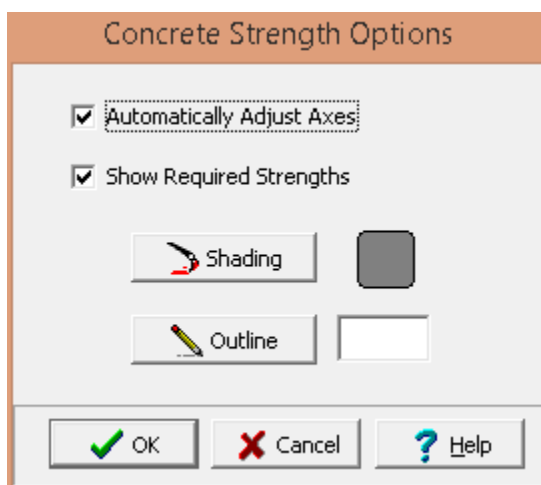 Concrete Strength Options
Automatically Adjust Axes
Show Required Strengths
Shading
Outline
OK Cancel Help